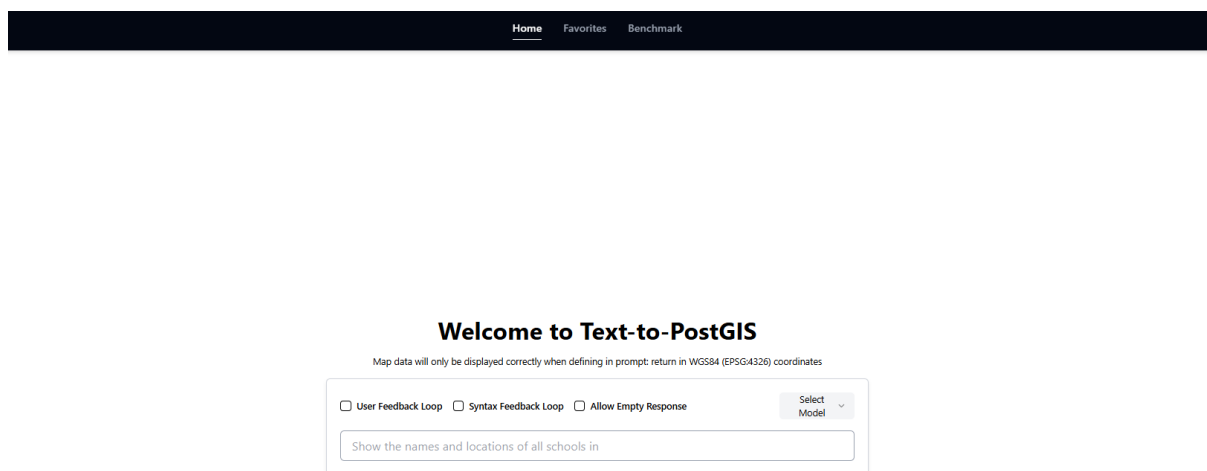 Home Favorites Benchmark
Welcome to Text-to-PostGIS
Map data will only be displayed correctly when defining in prompt: return in WGS84 (EPSG:4326) coordinates
User Feedback Loop Syntax Feedback Loop Allow Empty Response Select
Model
Show the names and locations of all schools in